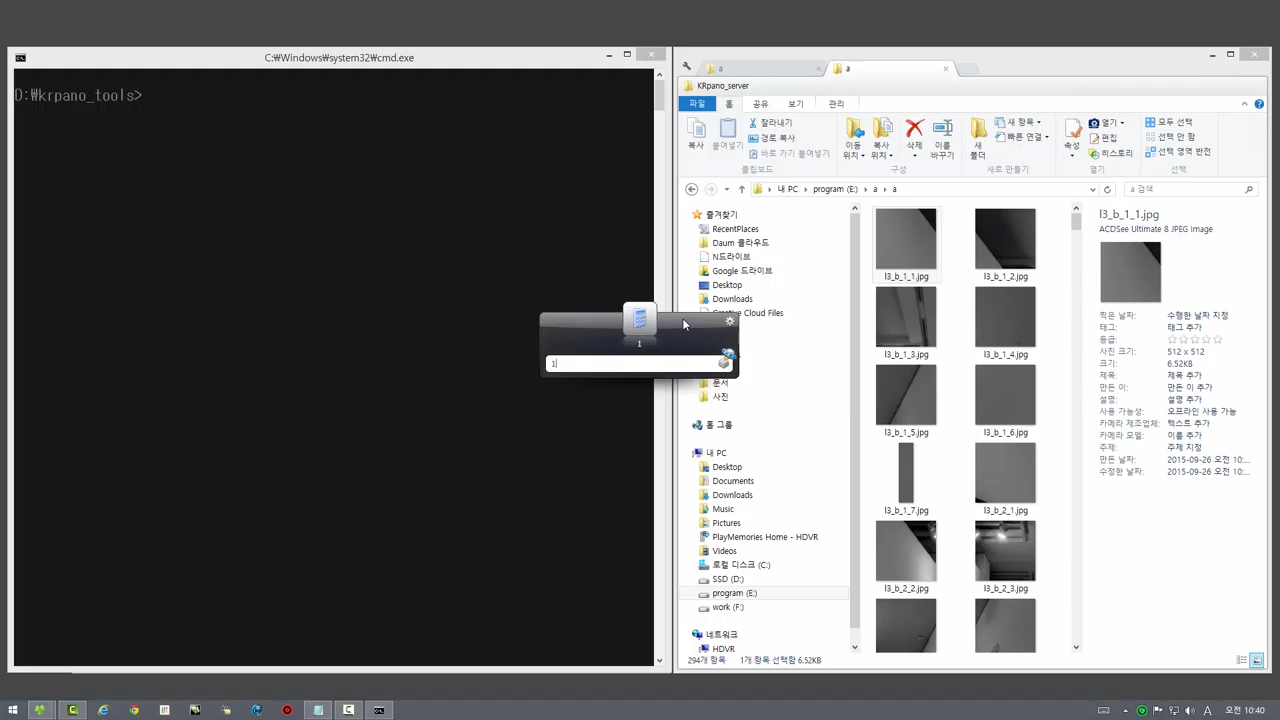 C:₩Windows₩system32₩cmd.exe
D:₩krpano_tools>
a
a
KRpano_server
파일
홈
공유
보기
관리
복사
붙여넣기
잘라내기
경로 복사
바로 가기 붙여넣기
클립보드
이동
위치
복사
위치
삭제
이름
바꾸기
구성
새
폴더
새 항목
빠른 연결
새로 만들기
속성
열기
편집
히스토리
열기
모두 선택
선택 안 함
선택 영역 반전
선택
내 PC
program (E:)
a
a
a 검색
즐겨찾기
RecentPlaces
Daum 클라우드
N드라이브
Google 드라이브
Desktop
Downloads
Creative Cloud Files
문서
사진
홈 그룹
내 PC
Desktop
Documents
Downloads
Music
Pictures
PlayMemories Home - HDVR
Videos
로컬 디스크 (C:)
SSD (D:)
program (E:)
work (F:)
네트워크
HDVR
1
1
l3_b_1_1.jpg
l3_b_1_2.jpg
l3_b_1_3.jpg
l3_b_1_4.jpg
l3_b_1_5.jpg
l3_b_1_6.jpg
l3_b_1_7.jpg
l3_b_2_1.jpg
l3_b_2_2.jpg
l3_b_2_3.jpg
l3_b_1_1.jpg
ACDSee Ultimate 8 JPEG Image
찍은 날짜: 수행한 날짜 지정
태그: 태그 추가
등급:
사진 크기: 512 x 512
크기: 6.52KB
제목: 제목 추가
만든 이: 만든 이 추가
설명: 설명 추가
사용 가능성: 오프라인 사용 가능
카메라 제조업체: 텍스트 추가
카메라 모델: 이름 추가
주제: 주제 지정
만든 날짜: 2015-09-26 오전 10:...
수정한 날짜: 2015-09-26 오전 10:...
294개 항목 1개 항목 선택함 6.52KB
A 오전 10:40